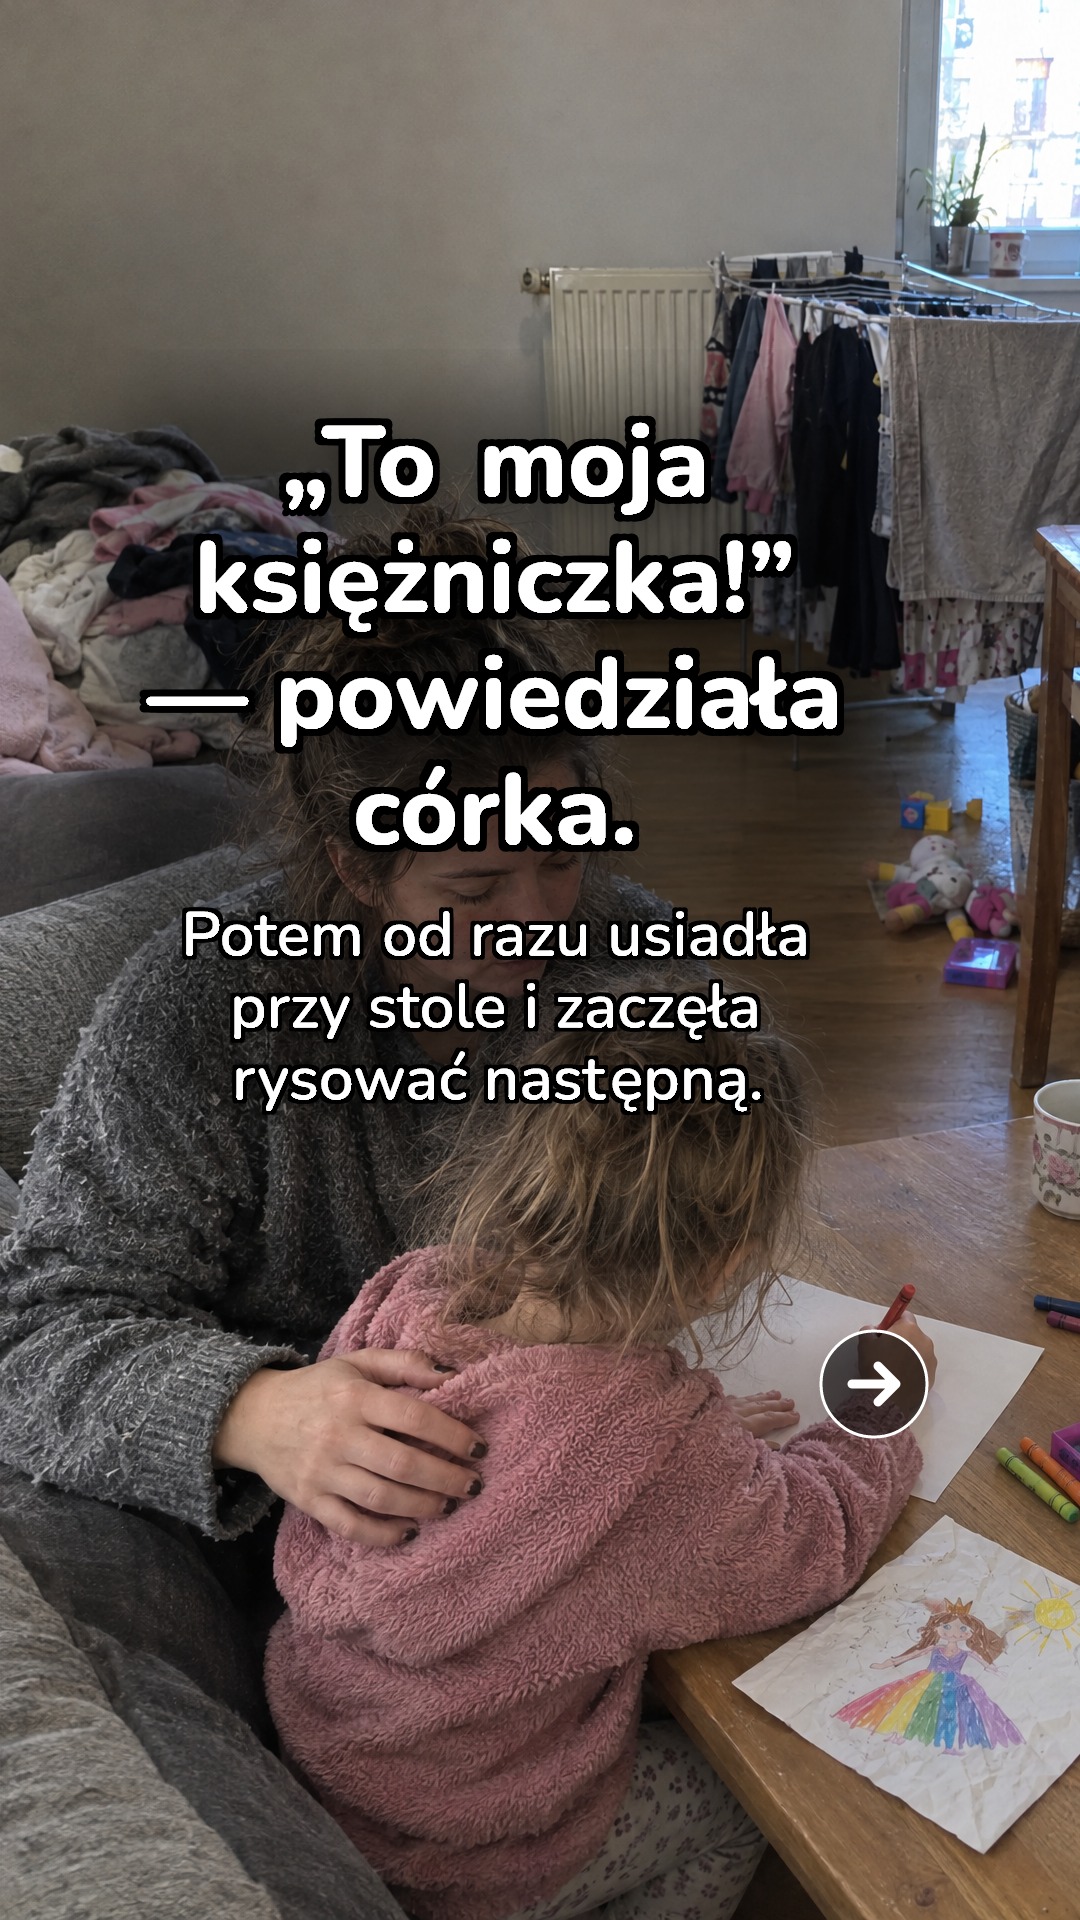 „To moja
księżniczka!”
— powiedziała
córka.
Potem od razu usiadła
przy stole i zaczęła
rysować następną.